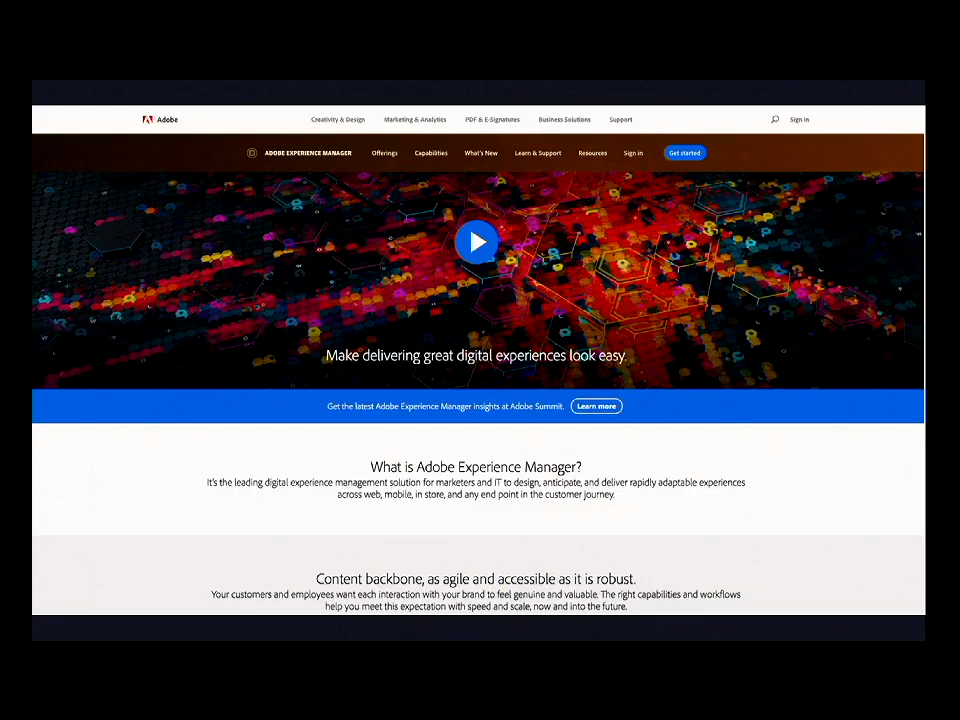 Adobe
Creativity & Design Marketing & Analytics PDF & E-Signatures Business Solutions Support
Sign in
ADOBE EXPERIENCE MANAGER Offerings Capabilities What's New Learn & Support Resources Sign in Get started
Make delivering great digital experiences look easy.
Get the latest Adobe Experience Manager insights at Adobe Summit. Learn more
What is Adobe Experience Manager?
It's the leading digital experience management solution for marketers and IT to design, anticipate, and deliver rapidly adaptable experiences
across web, mobile, in store, and any end point in the customer journey.
Content backbone, as agile and accessible as it is robust.
Your customers and employees want each interaction with your brand to feel genuine and valuable. The right capabilities and workflows
help you meet this expectation with speed and scale, now and into the future.